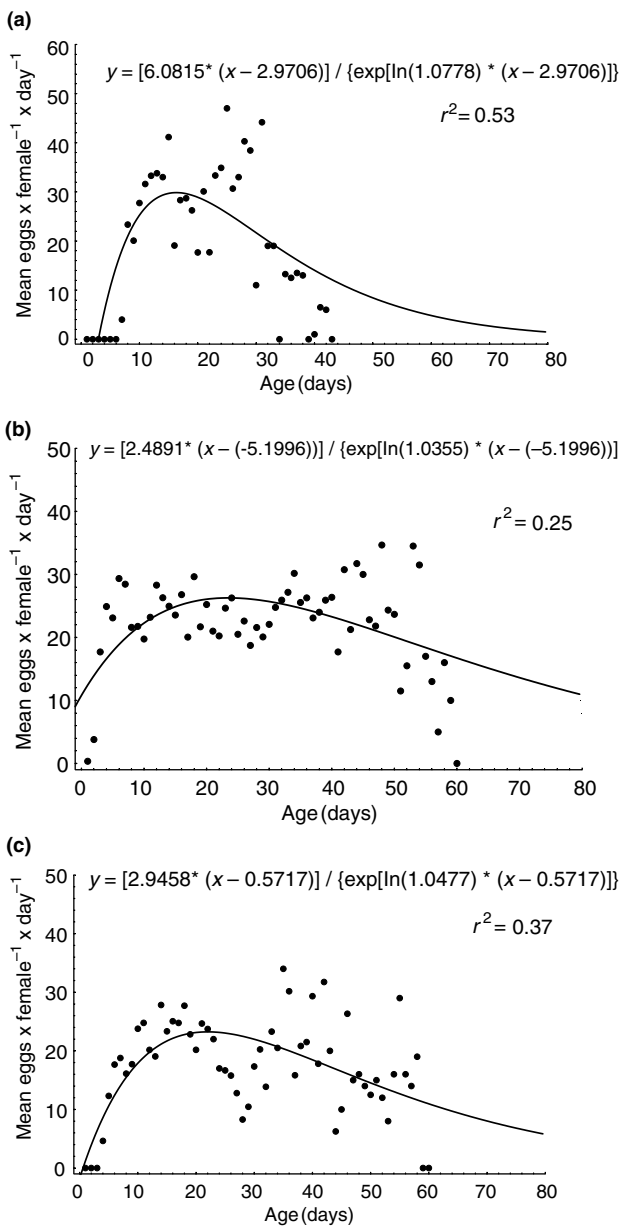 (a)
60
y = [6.0815* (x – 2.9706)] / {exp[ln(1.0778) * (x – 2.9706)]}
50
r² = 0.53
40
30
20
10
0
Mean eggs x female⁻¹ x day⁻¹
0 10 20 30 40 50 60 70 80
Age (days)
(b)
50
y = [2.4891* (x – (-5.1996))] / {exp[ln(1.0355) * (x – (–5.1996))]
40
r² = 0.25
30
20
10
0
Mean eggs x female⁻¹ x day⁻¹
0 10 20 30 40 50 60 70 80
Age (days)
(c)
50
y = [2.9458* (x – 0.5717)] / {exp[ln(1.0477) * (x – 0.5717)]}
40
r² = 0.37
30
20
10
0
Mean eggs x female⁻¹ x day⁻¹
0 10 20 30 40 50 60 70 80
Age (days)